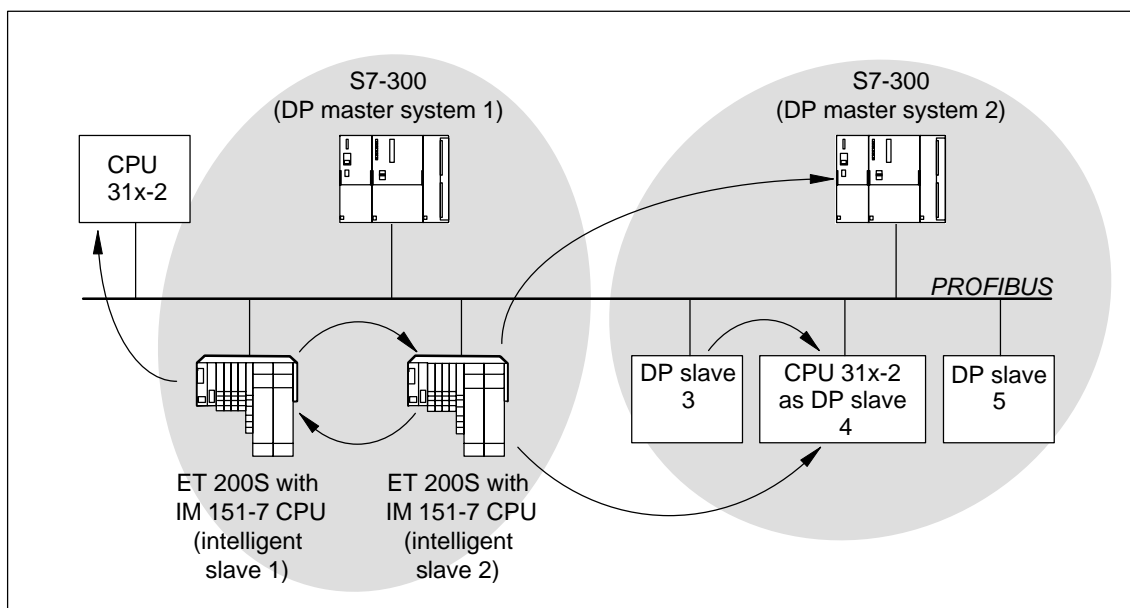 S7-300
(DP master system 1)
S7-300
(DP master system 2)
CPU
31x-2
PROFIBUS
DP slave
3
CPU 31x-2
as DP slave
4
DP slave
5
ET 200S with
IM 151-7 CPU
(intelligent
slave 1)
ET 200S with
IM 151-7 CPU
(intelligent
slave 2)